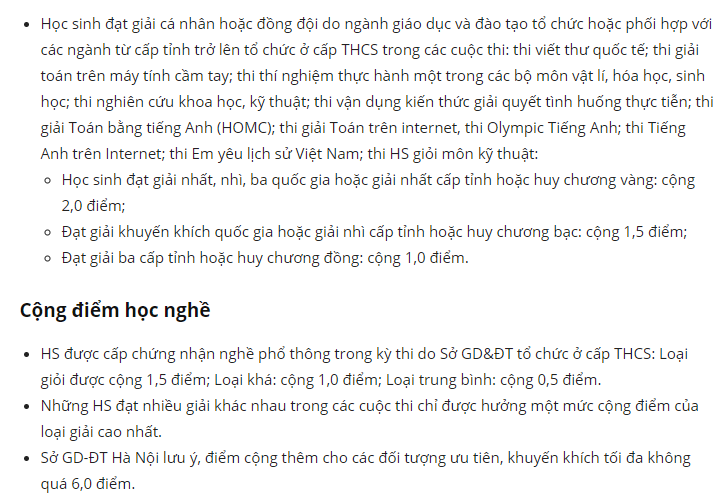 Học sinh đạt giải cá nhân hoặc đồng đội do ngành giáo dục và đào tạo tổ chức hoặc phối hợp với
các ngành từ cấp tỉnh trở lên tổ chức ở cấp THCS trong các cuộc thi: thi viết thư quốc tế; thi giải
toán trên máy tính cầm tay; thi thí nghiệm thực hành một trong các bộ môn vật lí, hóa học, sinh
học; thi nghiên cứu khoa học, kỹ thuật; thi vận dụng kiến thức giải quyết tình huống thực tiễn; thi
giải Toán bằng tiếng Anh (HOMC); thi giải Toán trên internet, thi Olympic Tiếng Anh; thi Tiếng
Anh trên Internet; thi Em yêu lịch sử Việt Nam; thi HS giỏi môn kỹ thuật:
Học sinh đạt giải nhất, nhì, ba quốc gia hoặc giải nhất cấp tỉnh hoặc huy chương vàng: cộng
2,0 điểm;
Đạt giải khuyến khích quốc gia hoặc giải nhì cấp tỉnh hoặc huy chương bạc: cộng 1,5 điểm;
Đạt giải ba cấp tỉnh hoặc huy chương đồng: cộng 1,0 điểm.
Cộng điểm học nghề
HS được cấp chứng nhận nghề phổ thông trong kỳ thi do Sở GD&ĐT tổ chức ở cấp THCS: Loại
giỏi được cộng 1,5 điểm; Loại khá: cộng 1,0 điểm; Loại trung bình: cộng 0,5 điểm.
Những HS đạt nhiều giải khác nhau trong các cuộc thi chỉ được hưởng một mức cộng điểm của
loại giải cao nhất.
Sở GD-ĐT Hà Nội lưu ý, điểm cộng thêm cho các đối tượng ưu tiên, khuyến khích tối đa không
quá 6,0 điểm.